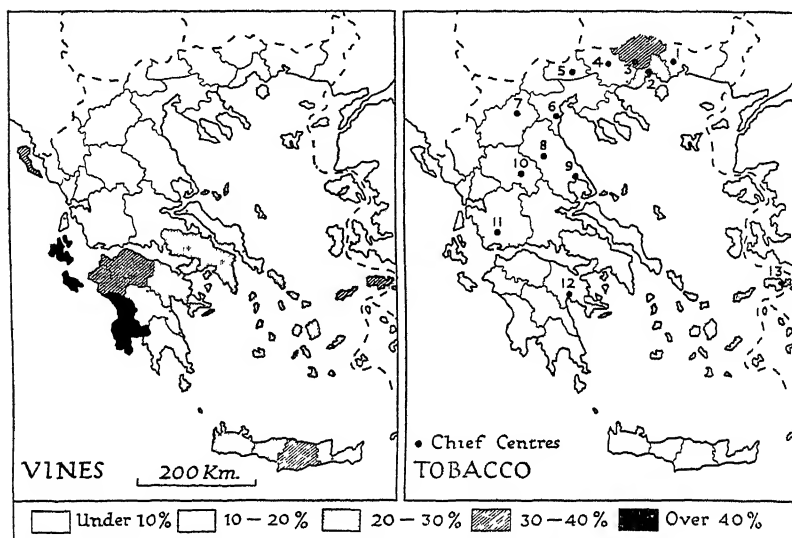 1
4
5
3
2
7
6
8
10
9
11
12
13
VINES
200 Km.
• Chief Centres
TOBACCO
Under 10% 10 – 20% 20 – 30% 30 – 40% Over 40%